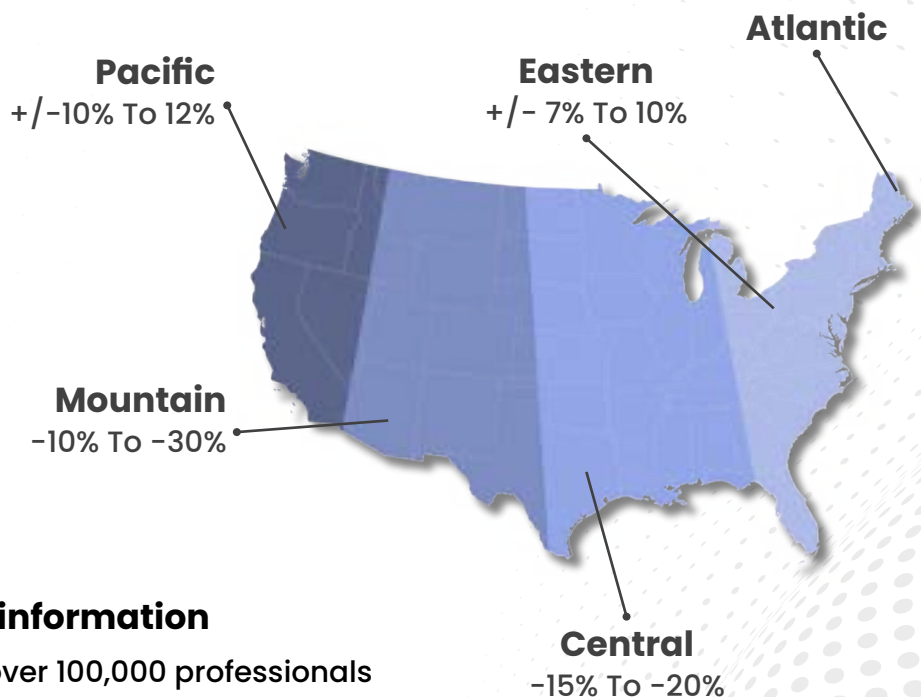 Atlantic
Pacific
+/-10% To 12%
Eastern
+/- 7% To 10%
Mountain
-10% To -30%
information
over 100,000 professionals
Central
-15% To -20%